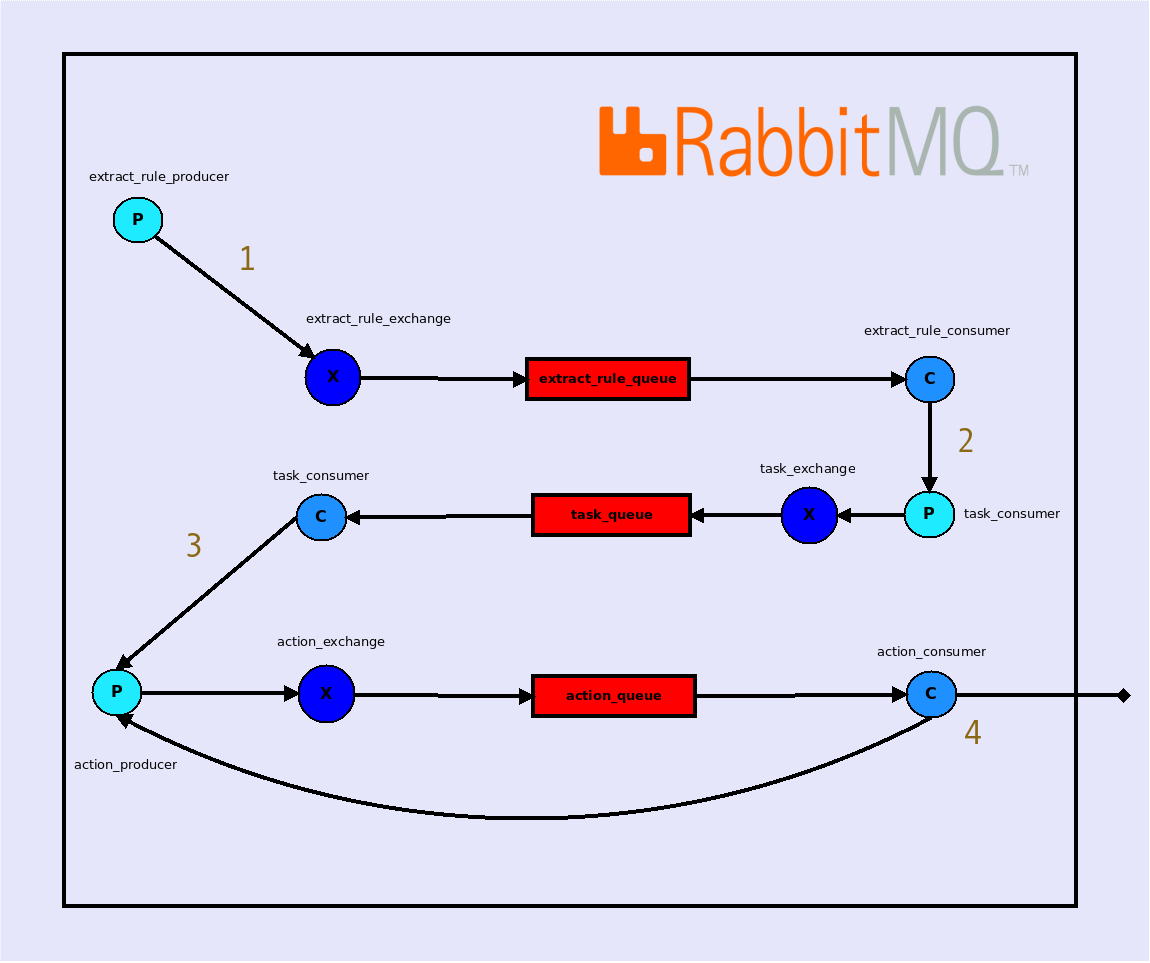 RabbitMQ™
extract_rule_producer
P
1
extract_rule_exchange
X
extract_rule_queue
extract_rule_consumer
C
2
task_consumer
C
task_queue
task_exchange
X
P
task_consumer
3
action_exchange
P
X
action_queue
action_consumer
C
4
action_producer